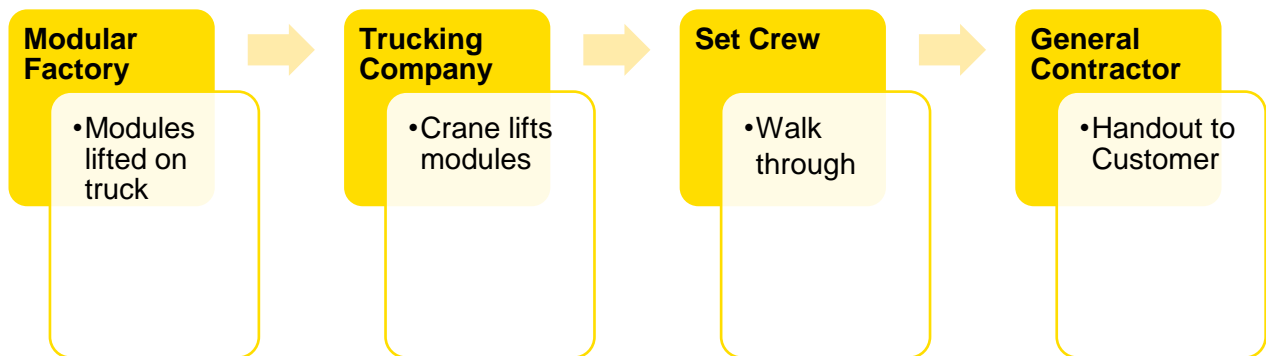 Modular
Factory
•Modules
lifted on
truck
Trucking
Company
•Crane lifts
modules
Set Crew
•Walk
through
General
Contractor
•Handout to
Customer